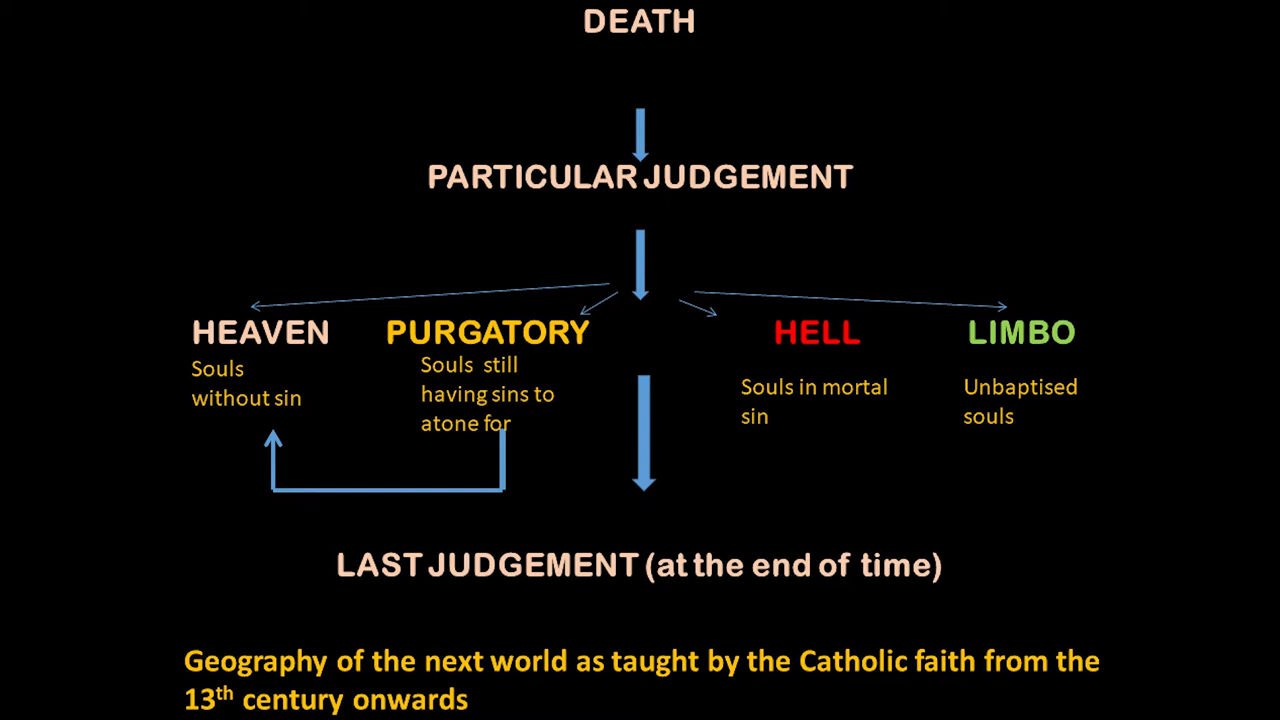 DEATH
PARTICULAR JUDGEMENT
HEAVEN
Souls
without sin
PURGATORY
Souls still
having sins to
atone for
HELL
Souls in mortal
sin
LIMBO
Unbaptised
souls
LAST JUDGEMENT (at the end of time)
Geography of the next world as taught by the Catholic faith from the
13th century onwards